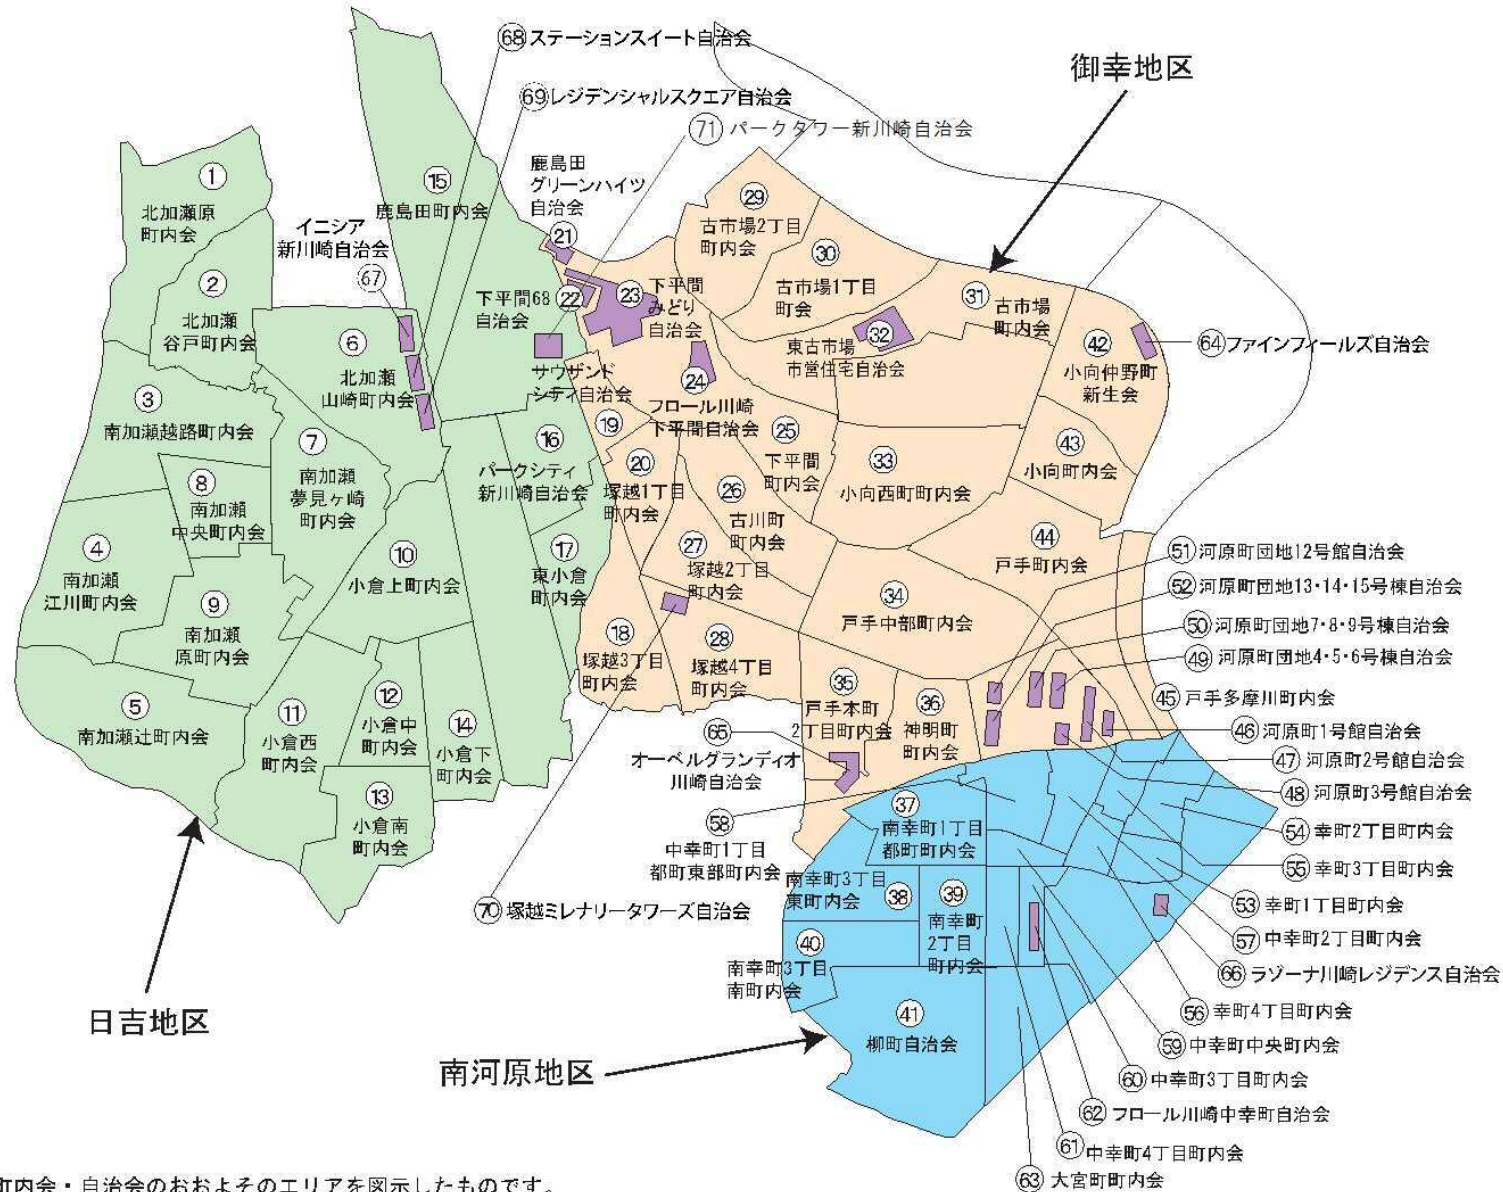 68 ステーションスイート自治会
御幸地区
69 レジデンシャルスクエア自治会
71 パークタワー新川崎自治会
鹿島田
グリーンハイツ
自治会
21
1
北加瀬原
町内会
15
鹿島田町内会
イニシア
新川崎自治会
67
29
古市場2丁目
町内会
30
古市場1丁目
町会
31
古市場
町内会
2
北加瀬
谷戸町内会
下平間68
自治会
22
23
下平間
みどり
自治会
32
東古市場
市営住宅自治会
6
北加瀬
山崎町内会
42
小向仲野町
新生会
64 ファインフィールズ自治会
サウザンド
シティ自治会
19
24
フロール川崎
下平間自治会
3
南加瀬越路町内会
7
南加瀬
夢見ヶ崎
町内会
16
パークシティ
新川崎自治会
20
塚越1丁目
町内会
25
下平間
町内会
33
小向西町町内会
43
小向町内会
8
南加瀬
中央町内会
26
古川町
町内会
4
南加瀬
江川町内会
10
小倉上町内会
17
東小倉
町内会
27
塚越2丁目
町内会
44
戸手町内会
51 河原町団地12号館自治会
52 河原町団地13・14・15号棟自治会
50 河原町団地7・8・9号棟自治会
49 河原町団地4・5・6号棟自治会
9
南加瀬
原町内会
34
戸手中部町内会
18
塚越3丁目
町内会
28
塚越4丁目
町内会
35
戸手本町
2丁目町内会
36
神明町
町内会
45 戸手多摩川町内会
46 河原町1号館自治会
47 河原町2号館自治会
48 河原町3号館自治会
5
南加瀬辻町内会
11
小倉西
町内会
12
小倉中
町内会
14
小倉下
町内会
13
小倉南
町内会
65
オーベルグランディオ
川崎自治会
58
中幸町1丁目
都町東部町内会
37
南幸町1丁目
都町町内会
54 幸町2丁目町内会
55 幸町3丁目町内会
53 幸町1丁目町内会
57 中幸町2丁目町内会
66 ラゾーナ川崎レジデンス自治会
70 塚越ミレナリータワーズ自治会
南幸町3丁目
東町内会
38
39
南幸町
2丁目
町内会
40
南幸町3丁目
南町内会
41
柳町自治会
56 幸町4丁目町内会
59 中幸町中央町内会
60 中幸町3丁目町内会
62 フロール川崎中幸町自治会
61 中幸町4丁目町内会
63 大宮町町内会
日吉地区
南河原地区
町内会・自治会のおおよそのエリアを図示したものです。